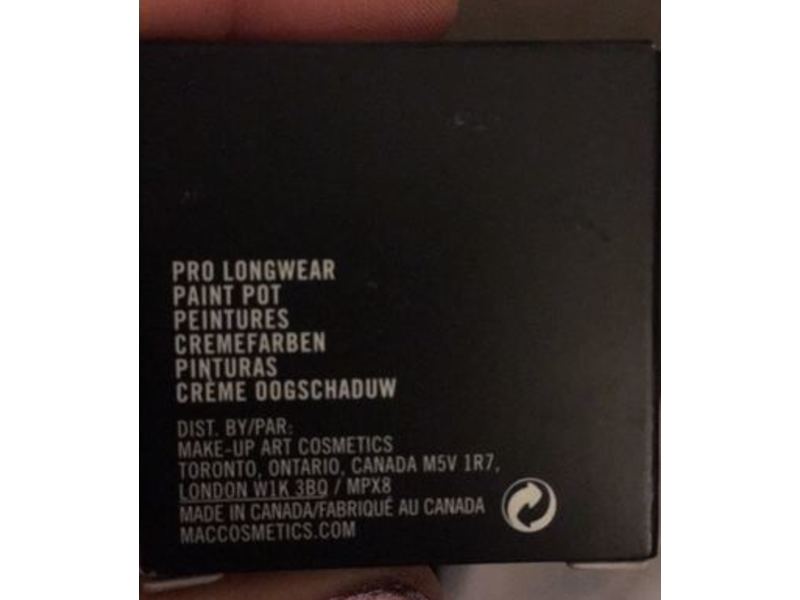 PRO LONGWEAR
PAINT POT
PEINTURES
CREMEFARBEN
PINTURAS
CRÈME OOGSCHADUW
DIST. BY/PAR:
MAKE-UP ART COSMETICS
TORONTO, ONTARIO, CANADA M5V 1R7,
LONDON W1K 3BQ / MPX8
MADE IN CANADA/FABRIQUÉ AU CANADA
MACCOSMETICS.COM